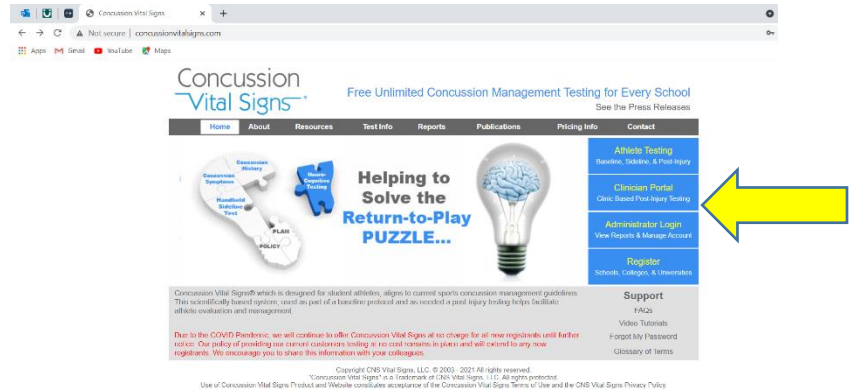 Concussion Vital Signs
Not secure | concussionvitalsigns.com
Apps Gmail YouTube Maps
Concussion
Vital Signs
Free Unlimited Concussion Management Testing for Every School
See the Press Releases
Home About Resources Test Info Reports Publications Pricing Info Contact
Concussion
History
Concussion
Symptoms
Neuro-
Cognitive
Testing
Handheld
Sideline
Test
PLAN
POLICY
Helping to
Solve the
Return-to-Play
PUZZLE...
Athlete Testing
Baseline, Sideline, & Post-Injury
Clinician Portal
Clinic Based Post-Injury Testing
Administrator Login
View Reports & Manage Account
Register
Schools, Colleges, & Universities
Concussion Vital Signs® which is designed for student athletes, aligns to current sports concussion management guidelines.
This scientifically based system, used as part of a baseline protocol and as needed a post injury testing helps facilitate
athlete evaluation and management.
Due to the COVID Pandemic, we will continue to offer Concussion Vital Signs at no charge for all new registrants until further
notice. Our policy of providing our current customers testing at no cost remains in place and will extend to any new
registrants. We encourage you to share this information with your colleagues.
Support
FAQs
Video Tutorials
Forgot My Password
Glossary of Terms
Copyright CNS Vital Signs, LLC. © 2003 - 2021 All rights reserved.
"Concussion Vital Signs" is a Trademark of CNS Vital Signs, LLC. All rights protected.
Use of Concussion Vital Signs Product and Website constitutes acceptance of the Concussion Vital Signs Terms of Use and the CNS Vital Signs Privacy Policy.